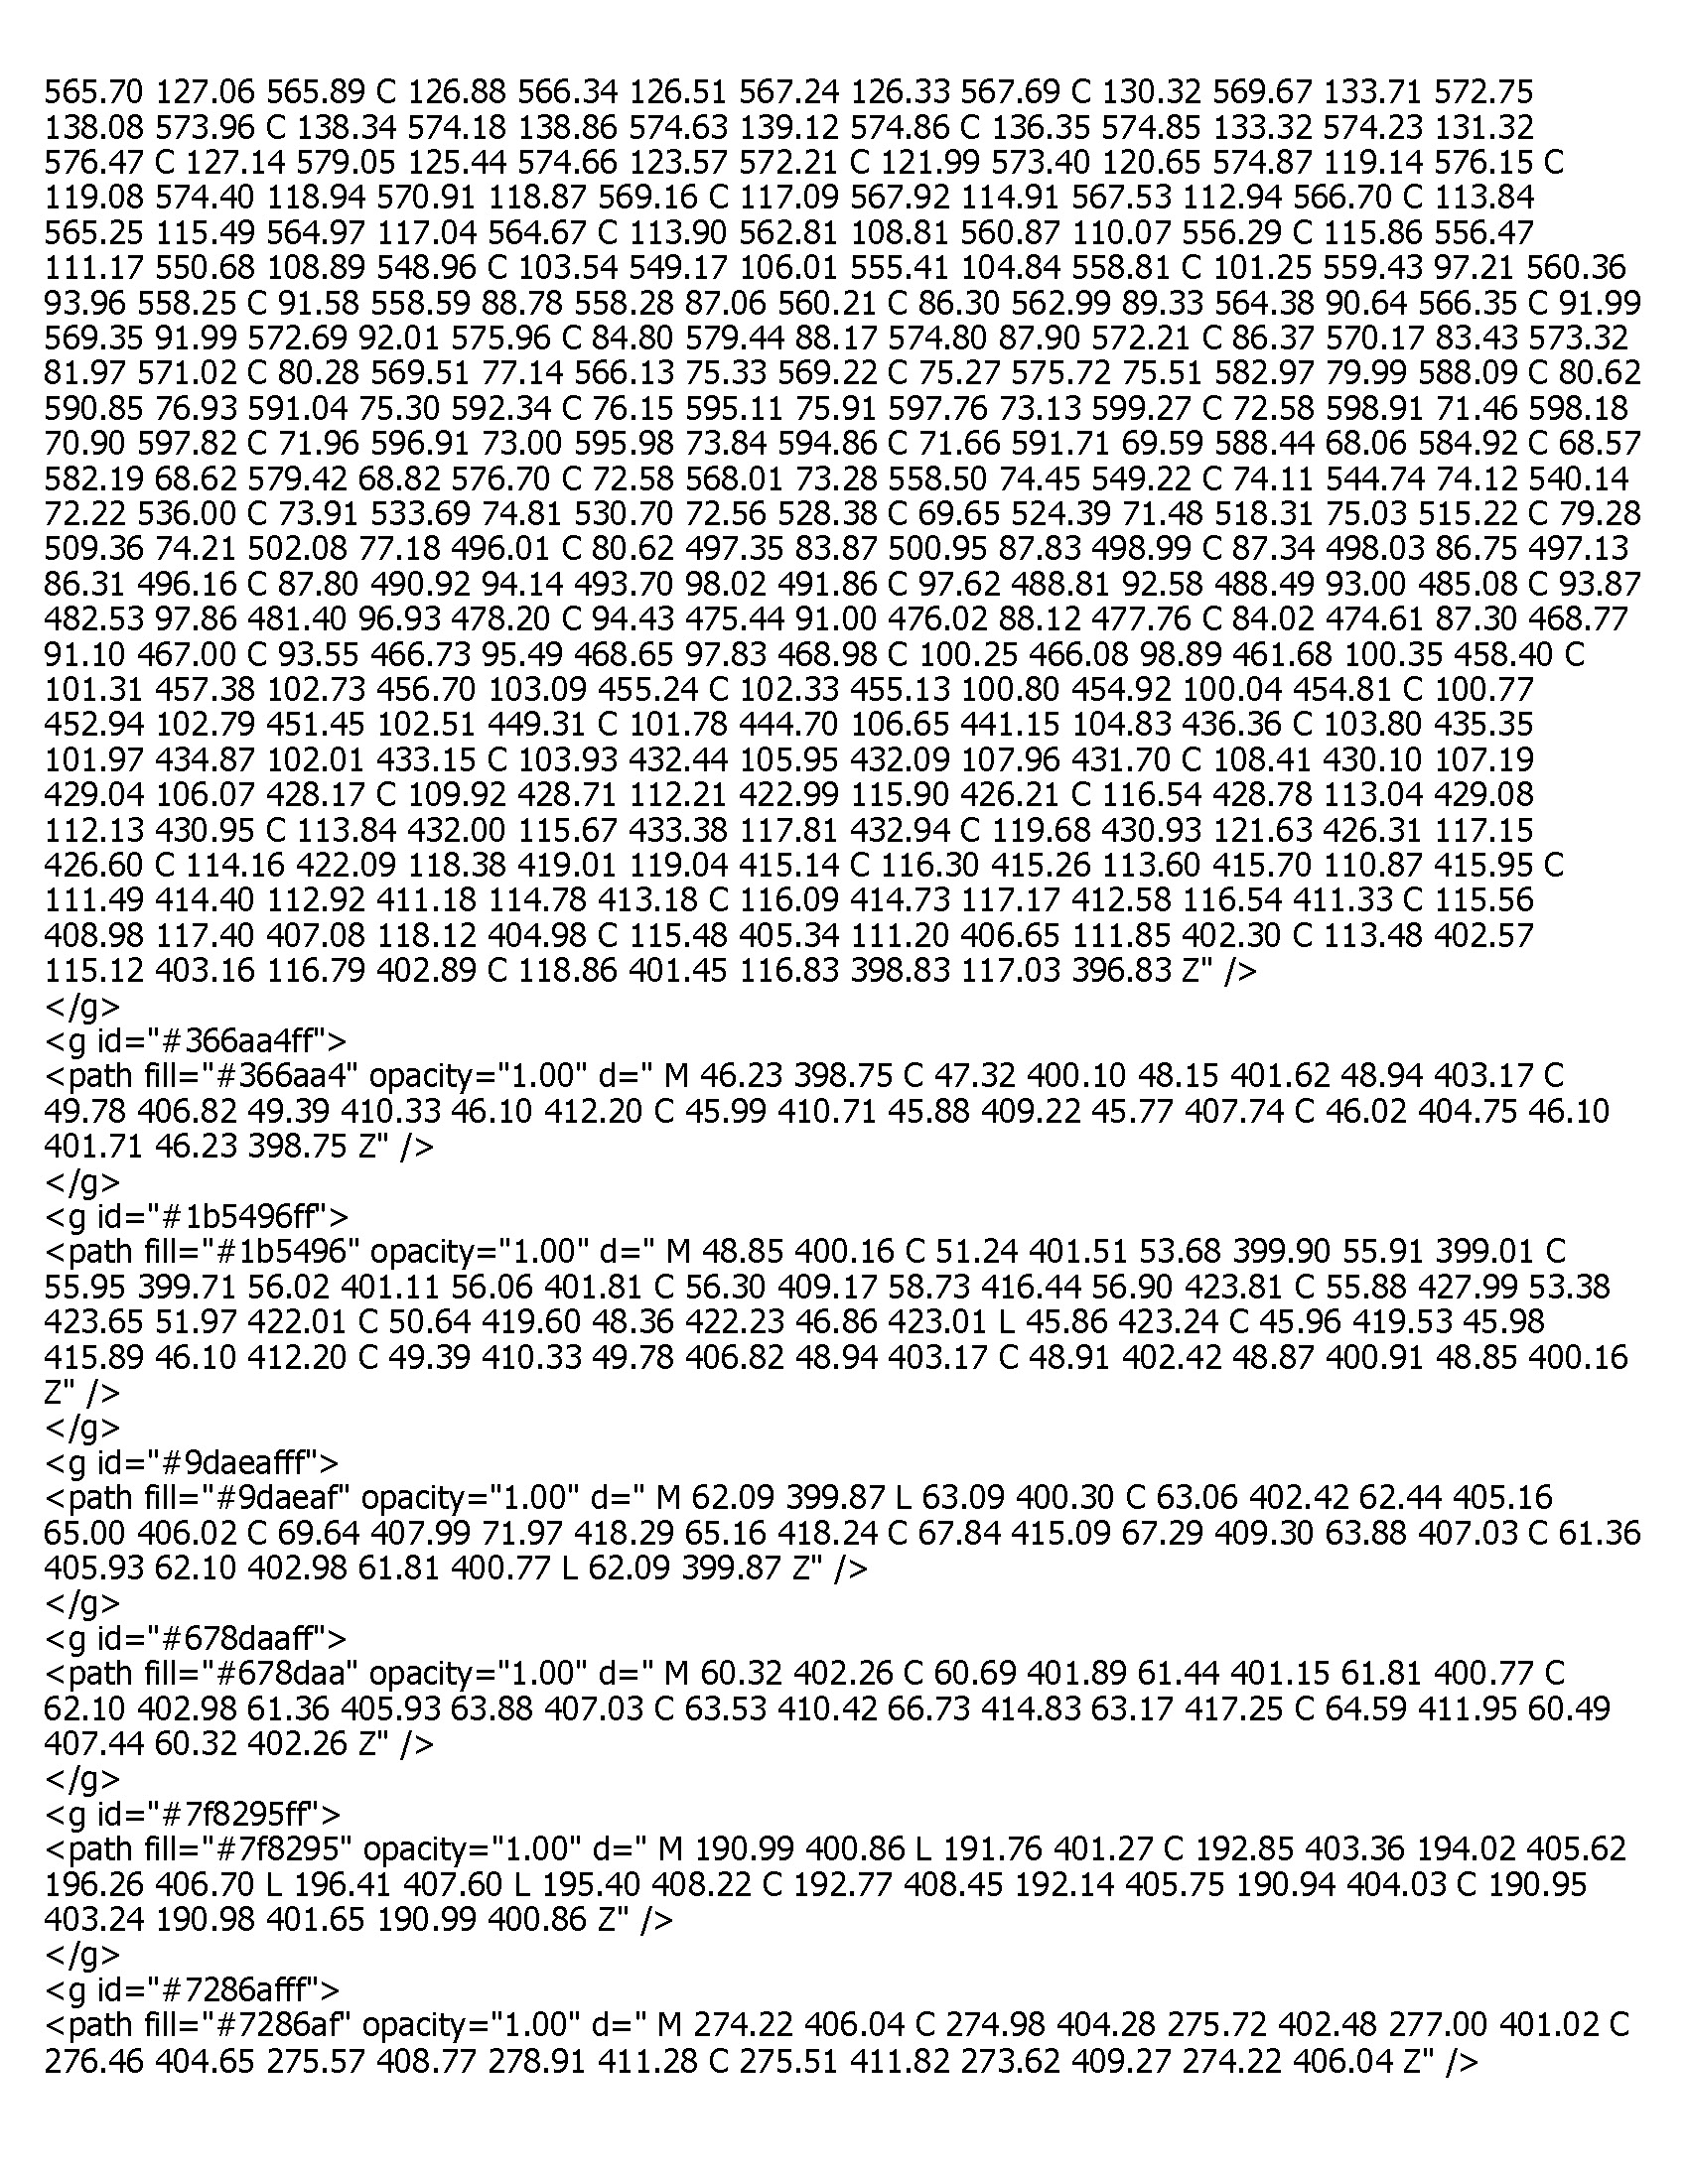 565.70 127.06 565.89 C 126.88 566.34 126.51 567.24 126.33 567.69 C 130.32 569.67 133.71 572.75
138.08 573.96 C 138.34 574.18 138.86 574.63 139.12 574.86 C 136.35 574.85 133.32 574.23 131.32
576.47 C 127.14 579.05 125.44 574.66 123.57 572.21 C 121.99 573.40 120.65 574.87 119.14 576.15 C
119.08 574.40 118.94 570.91 118.87 569.16 C 117.09 567.92 114.91 567.53 112.94 566.70 C 113.84
565.25 115.49 564.97 117.04 564.67 C 113.90 562.81 108.81 560.87 110.07 556.29 C 115.86 556.47
111.17 550.68 108.89 548.96 C 103.54 549.17 106.01 555.41 104.84 558.81 C 101.25 559.43 97.21 560.36
93.96 558.25 C 91.58 558.59 88.78 558.28 87.06 560.21 C 86.30 562.99 89.33 564.38 90.64 566.35 C 91.99
569.35 91.99 572.69 92.01 575.96 C 84.80 579.44 88.17 574.80 87.90 572.21 C 86.37 570.17 83.43 573.32
81.97 571.02 C 80.28 569.51 77.14 566.13 75.33 569.22 C 75.27 575.72 75.51 582.97 79.99 588.09 C 80.62
590.85 76.93 591.04 75.30 592.34 C 76.15 595.11 75.91 597.76 73.13 599.27 C 72.58 598.91 71.46 598.18
70.90 597.82 C 71.96 596.91 73.00 595.98 73.84 594.86 C 71.66 591.71 69.59 588.44 68.06 584.92 C 68.57
582.19 68.62 579.42 68.82 576.70 C 72.58 568.01 73.28 558.50 74.45 549.22 C 74.11 544.74 74.12 540.14
72.22 536.00 C 73.91 533.69 74.81 530.70 72.56 528.38 C 69.65 524.39 71.48 518.31 75.03 515.22 C 79.28
509.36 74.21 502.08 77.18 496.01 C 80.62 497.35 83.87 500.95 87.83 498.99 C 87.34 498.03 86.75 497.13
86.31 496.16 C 87.80 490.92 94.14 493.70 98.02 491.86 C 97.62 488.81 92.58 488.49 93.00 485.08 C 93.87
482.53 97.86 481.40 96.93 478.20 C 94.43 475.44 91.00 476.02 88.12 477.76 C 84.02 474.61 87.30 468.77
91.10 467.00 C 93.55 466.73 95.49 468.65 97.83 468.98 C 100.25 466.08 98.89 461.68 100.35 458.40 C
101.31 457.38 102.73 456.70 103.09 455.24 C 102.33 455.13 100.80 454.92 100.04 454.81 C 100.77
452.94 102.79 451.45 102.51 449.31 C 101.78 444.70 106.65 441.15 104.83 436.36 C 103.80 435.35
101.97 434.87 102.01 433.15 C 103.93 432.44 105.95 432.09 107.96 431.70 C 108.41 430.10 107.19
429.04 106.07 428.17 C 109.92 428.71 112.21 422.99 115.90 426.21 C 116.54 428.78 113.04 429.08
112.13 430.95 C 113.84 432.00 115.67 433.38 117.81 432.94 C 119.68 430.93 121.63 426.31 117.15
426.60 C 114.16 422.09 118.38 419.01 119.04 415.14 C 116.30 415.26 113.60 415.70 110.87 415.95 C
111.49 414.40 112.92 411.18 114.78 413.18 C 116.09 414.73 117.17 412.58 116.54 411.33 C 115.56
408.98 117.40 407.08 118.12 404.98 C 115.48 405.34 111.20 406.65 111.85 402.30 C 113.48 402.57
115.12 403.16 116.79 402.89 C 118.86 401.45 116.83 398.83 117.03 396.83 Z" />
</g>
<g id="#366aa4ff">
<path fill="#366aa4" opacity="1.00" d=" M 46.23 398.75 C 47.32 400.10 48.15 401.62 48.94 403.17 C
49.78 406.82 49.39 410.33 46.10 412.20 C 45.99 410.71 45.88 409.22 45.77 407.74 C 46.02 404.75 46.10
401.71 46.23 398.75 Z" />
</g>
<g id="#1b5496ff">
<path fill="#1b5496" opacity="1.00" d=" M 48.85 400.16 C 51.24 401.51 53.68 399.90 55.91 399.01 C
55.95 399.71 56.02 401.11 56.06 401.81 C 56.30 409.17 58.73 416.44 56.90 423.81 C 55.88 427.99 53.38
423.65 51.97 422.01 C 50.64 419.60 48.36 422.23 46.86 423.01 L 45.86 423.24 C 45.96 419.53 45.98
415.89 46.10 412.20 C 49.39 410.33 49.78 406.82 48.94 403.17 C 48.91 402.42 48.87 400.91 48.85 400.16
Z" />
</g>
<g id="#9daeafff">
<path fill="#9daeaf" opacity="1.00" d=" M 62.09 399.87 L 63.09 400.30 C 63.06 402.42 62.44 405.16
65.00 406.02 C 69.64 407.99 71.97 418.29 65.16 418.24 C 67.84 415.09 67.29 409.30 63.88 407.03 C 61.36
405.93 62.10 402.98 61.81 400.77 L 62.09 399.87 Z" />
</g>
<g id="#678daaff">
<path fill="#678daa" opacity="1.00" d=" M 60.32 402.26 C 60.69 401.89 61.44 401.15 61.81 400.77 C
62.10 402.98 61.36 405.93 63.88 407.03 C 63.53 410.42 66.73 414.83 63.17 417.25 C 64.59 411.95 60.49
407.44 60.32 402.26 Z" />
</g>
<g id="#7f8295ff">
<path fill="#7f8295" opacity="1.00" d=" M 190.99 400.86 L 191.76 401.27 C 192.85 403.36 194.02 405.62
196.26 406.70 L 196.41 407.60 L 195.40 408.22 C 192.77 408.45 192.14 405.75 190.94 404.03 C 190.95
403.24 190.98 401.65 190.99 400.86 Z" />
</g>
<g id="#7286afff">
<path fill="#7286af" opacity="1.00" d=" M 274.22 406.04 C 274.98 404.28 275.72 402.48 277.00 401.02 C
276.46 404.65 275.57 408.77 278.91 411.28 C 275.51 411.82 273.62 409.27 274.22 406.04 Z" />